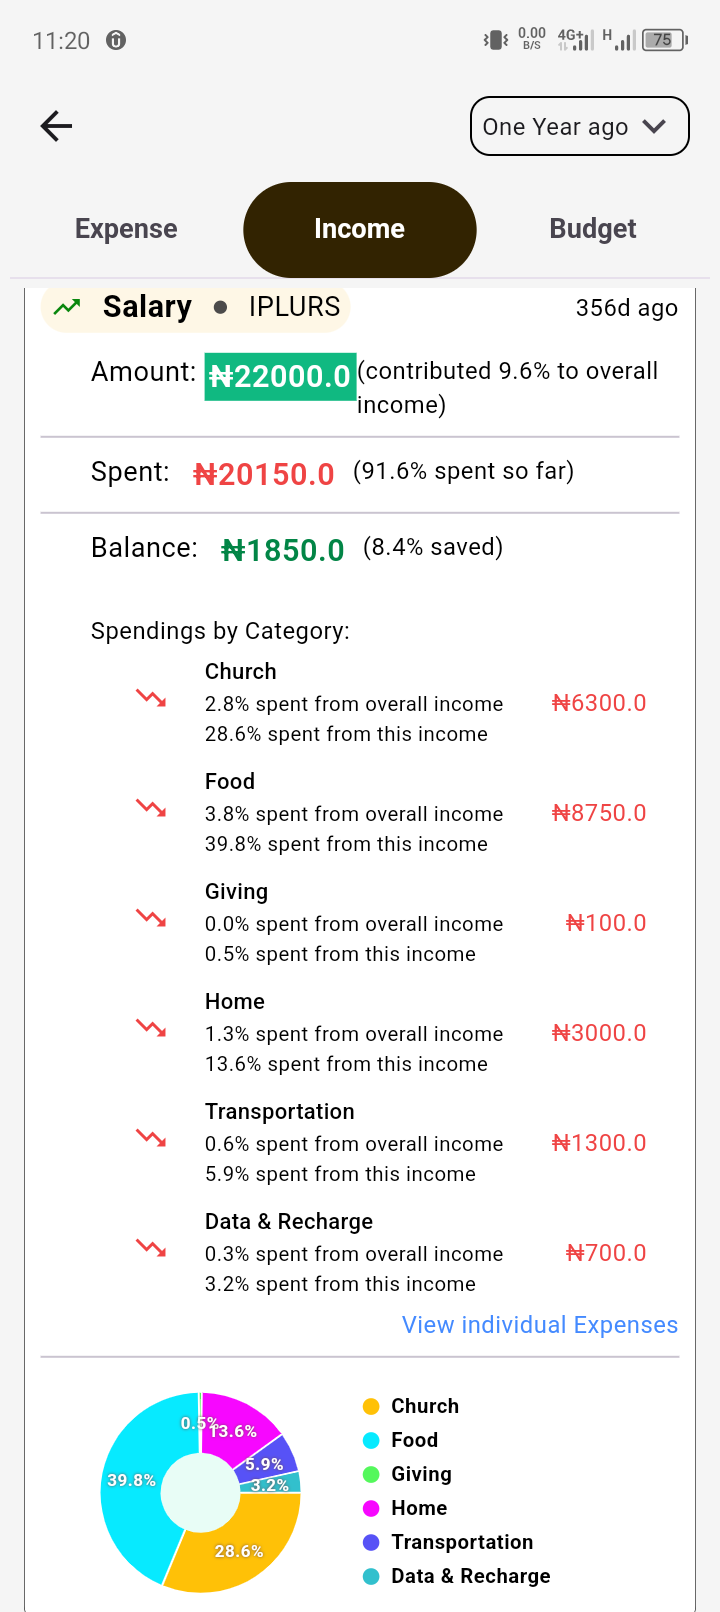 11:20
0.00
B/S
4G+
H
75
One Year ago
Expense
Income
Budget
Salary ● IPLURS
356d ago
Amount: ₦22000.0 (contributed 9.6% to overall
income)
Spent: ₦20150.0 (91.6% spent so far)
Balance: ₦1850.0 (8.4% saved)
Spendings by Category:
Church
2.8% spent from overall income
₦6300.0
28.6% spent from this income
Food
3.8% spent from overall income
₦8750.0
39.8% spent from this income
Giving
0.0% spent from overall income
₦100.0
0.5% spent from this income
Home
1.3% spent from overall income
₦3000.0
13.6% spent from this income
Transportation
0.6% spent from overall income
₦1300.0
5.9% spent from this income
Data & Recharge
0.3% spent from overall income
₦700.0
3.2% spent from this income
View individual Expenses
0.5%
13.6%
5.9%
3.2%
39.8%
28.6%
Church
Food
Giving
Home
Transportation
Data & Recharge